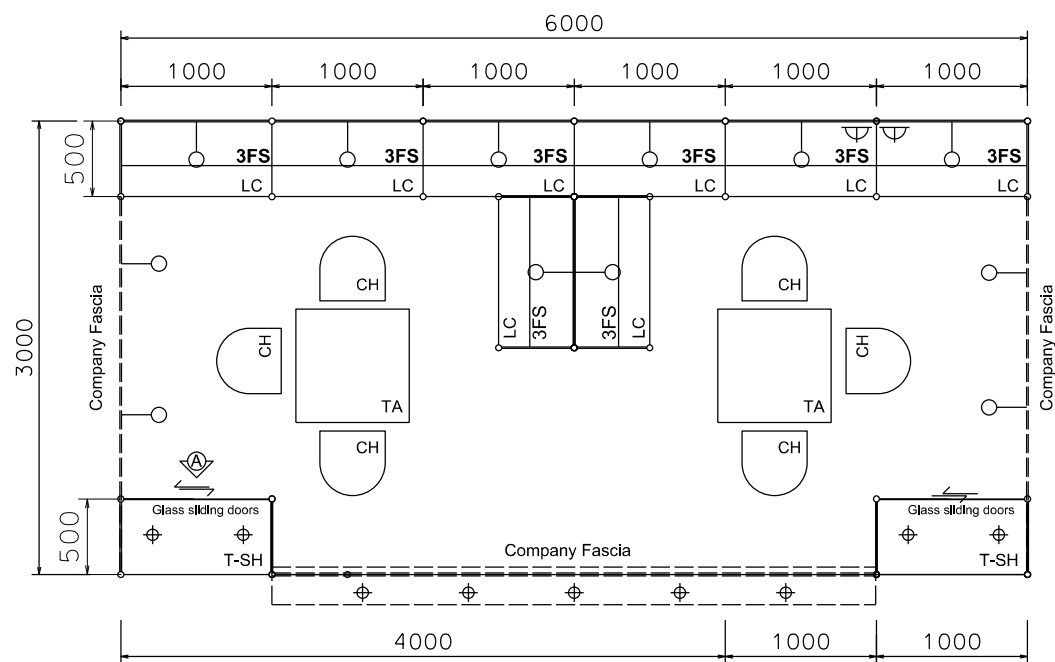 6000
1000 1000 1000 1000 1000 1000
500
3FS 3FS 3FS 3FS 3FS 3FS
LC LC LC LC LC LC
3000
Company Fascia
CH
CH
CH
TA
LC
3FS
3FS
LC
CH
CH
CH
TA
Company Fascia
A
500
Glass sliding doors
T-SH
Glass sliding doors
T-SH
Company Fascia
4000 1000 1000